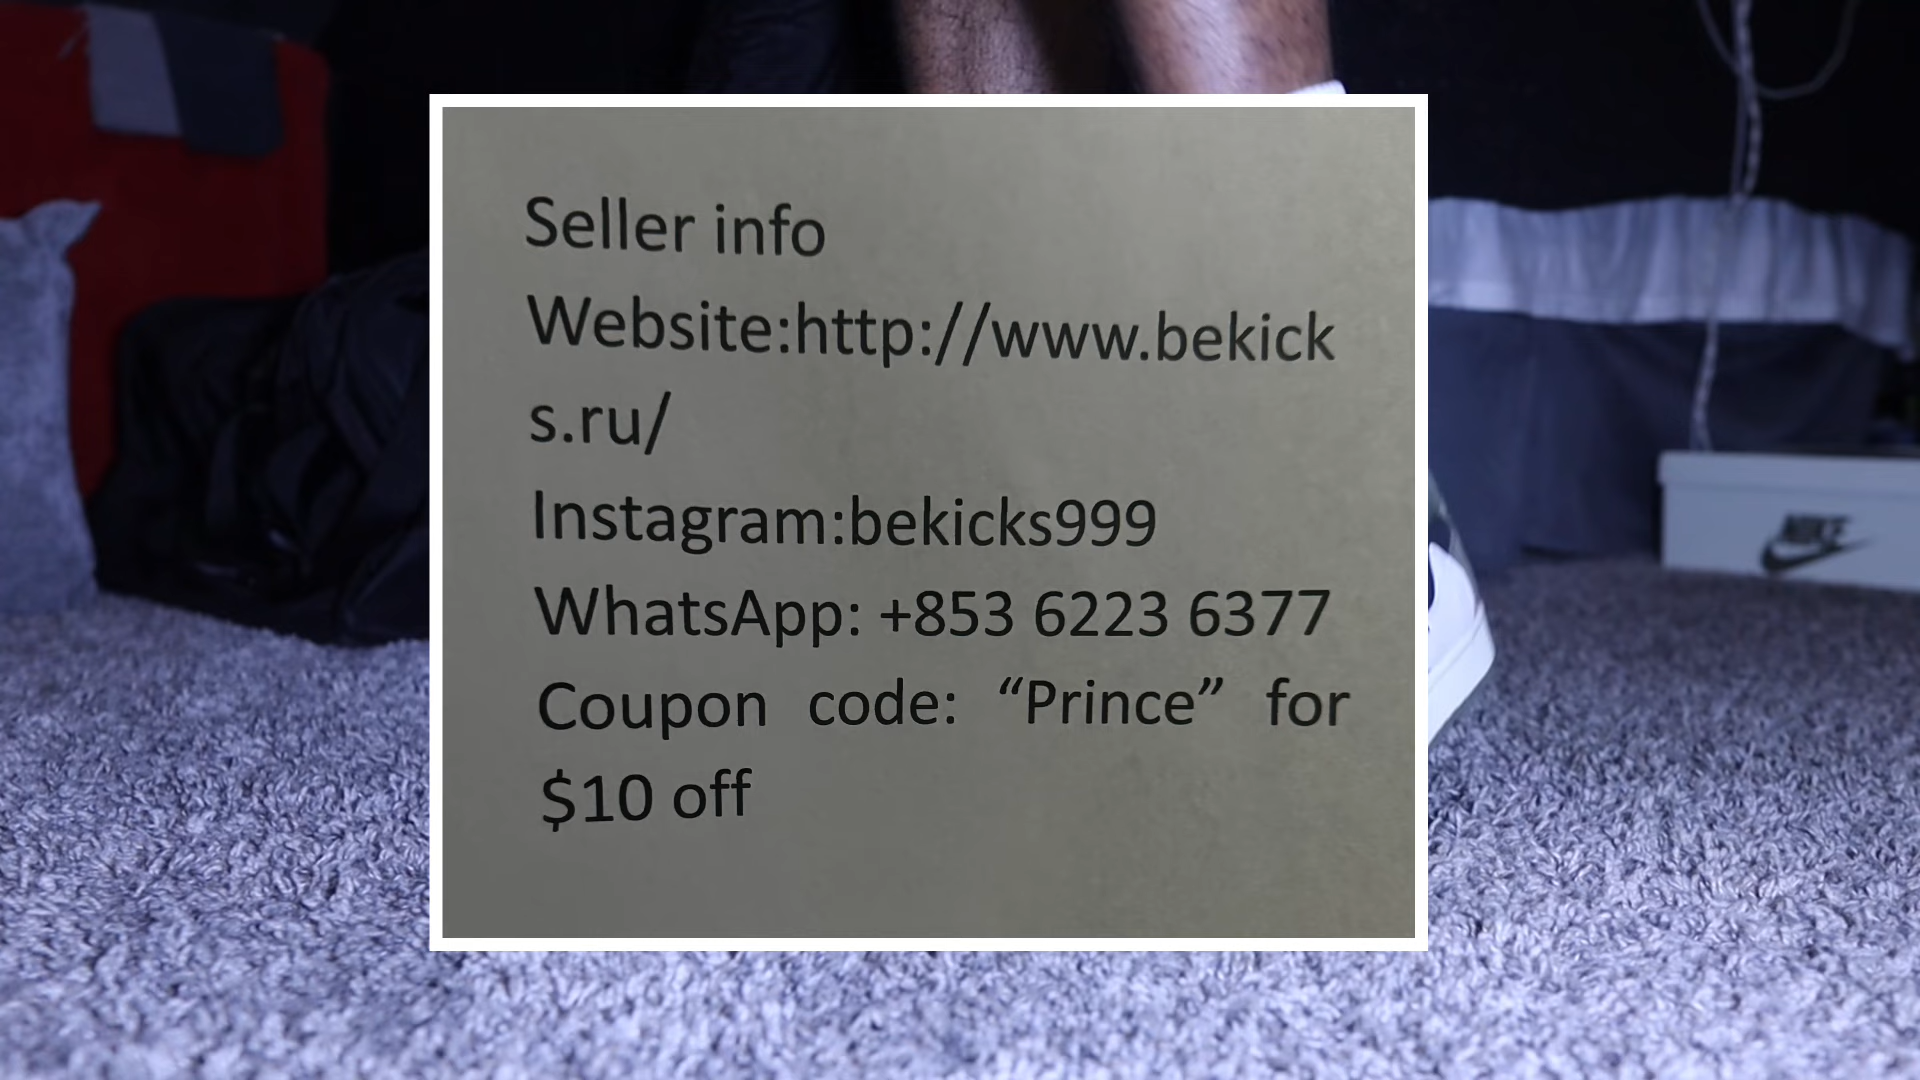 Seller info
Website:http://www.bekick
s.ru/
Instagram:bekicks999
WhatsApp: +853 6223 6377
Coupon code: “Prince” for
$10 off
NIKE